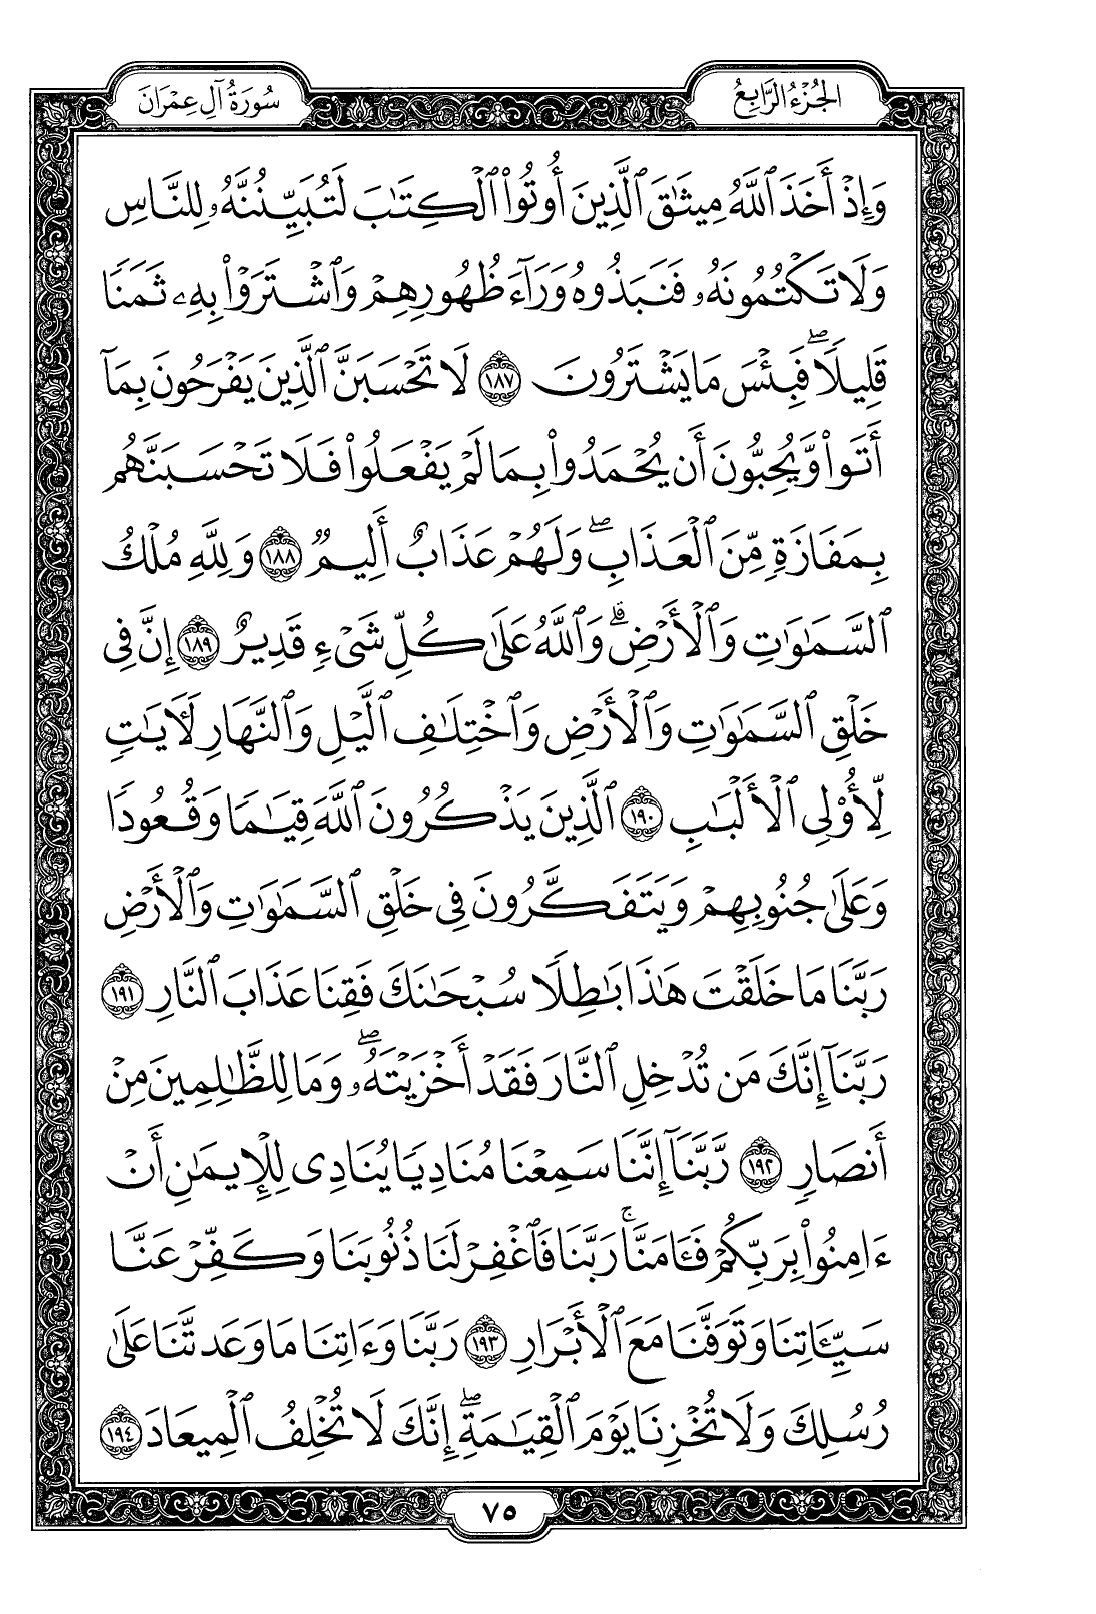 الجُزْءُ الرَّابِعُ
سُورَةُ آلِ عِمْرَانَ
وَإِذْ أَخَذَ ٱللَّهُ مِيثَٰقَ ٱلَّذِينَ أُوتُوا۟ ٱلْكِتَٰبَ لَتُبَيِّنُنَّهُۥ لِلنَّاسِ
وَلَا تَكْتُمُونَهُۥ فَنَبَذُوهُ وَرَآءَ ظُهُورِهِمْ وَٱشْتَرَوْا۟ بِهِۦ ثَمَنًا
قَلِيلًا ۖ فَبِئْسَ مَا يَشْتَرُونَ ١٨٧ لَا تَحْسَبَنَّ ٱلَّذِينَ يَفْرَحُونَ بِمَآ
أَتَوا۟ وَّيُحِبُّونَ أَن يُحْمَدُوا۟ بِمَا لَمْ يَفْعَلُوا۟ فَلَا تَحْسَبَنَّهُم
بِمَفَازَةٍ مِّنَ ٱلْعَذَابِ ۖ وَلَهُمْ عَذَابٌ أَلِيمٌ ١٨٨ وَلِلَّهِ مُلْكُ
ٱلسَّمَٰوَٰتِ وَٱلْأَرْضِ ۗ وَٱللَّهُ عَلَىٰ كُلِّ شَىْءٍ قَدِيرٌ ١٨٩ إِنَّ فِى
خَلْقِ ٱلسَّمَٰوَٰتِ وَٱلْأَرْضِ وَٱخْتِلَٰفِ ٱلَّيْلِ وَٱلنَّهَارِ لَءَايَٰتٍ
لِّأُو۟لِى ٱلْأَلْبَٰبِ ١٩٠ ٱلَّذِينَ يَذْكُرُونَ ٱللَّهَ قِيَٰمًا وَقُعُودًا
وَعَلَىٰ جُنُوبِهِمْ وَيَتَفَكَّرُونَ فِى خَلْقِ ٱلسَّمَٰوَٰتِ وَٱلْأَرْضِ
رَبَّنَا مَا خَلَقْتَ هَٰذَا بَٰطِلًا سُبْحَٰنَكَ فَقِنَا عَذَابَ ٱلنَّارِ ١٩١
رَبَّنَآ إِنَّكَ مَن تُدْخِلِ ٱلنَّارَ فَقَدْ أَخْزَيْتَهُۥ ۖ وَمَا لِلظَّٰلِمِينَ مِنْ
أَنصَارٍ ١٩٢ رَّبَّنَآ إِنَّنَا سَمِعْنَا مُنَادِيًا يُنَادِى لِلْإِيمَٰنِ أَنْ
ءَامِنُوا۟ بِرَبِّكُمْ فَـَٔامَنَّا ۚ رَبَّنَا فَٱغْفِرْ لَنَا ذُنُوبَنَا وَكَفِّرْ عَنَّا
سَيِّـَٔاتِنَا وَتَوَفَّنَا مَعَ ٱلْأَبْرَارِ ١٩٣ رَبَّنَا وَءَاتِنَا مَا وَعَدتَّنَا عَلَىٰ
رُسُلِكَ وَلَا تُخْزِنَا يَوْمَ ٱلْقِيَٰمَةِ ۖ إِنَّكَ لَا تُخْلِفُ ٱلْمِيعَادَ ١٩٤
٧٥